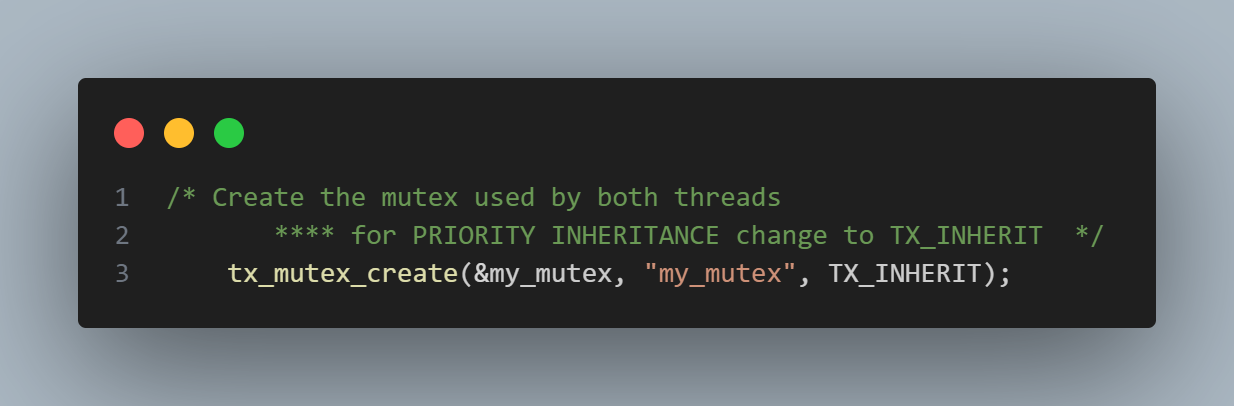 1 /* Create the mutex used by both threads
2 **** for PRIORITY INHERITANCE change to TX_INHERIT */
3 tx_mutex_create(&my_mutex, "my_mutex", TX_INHERIT);